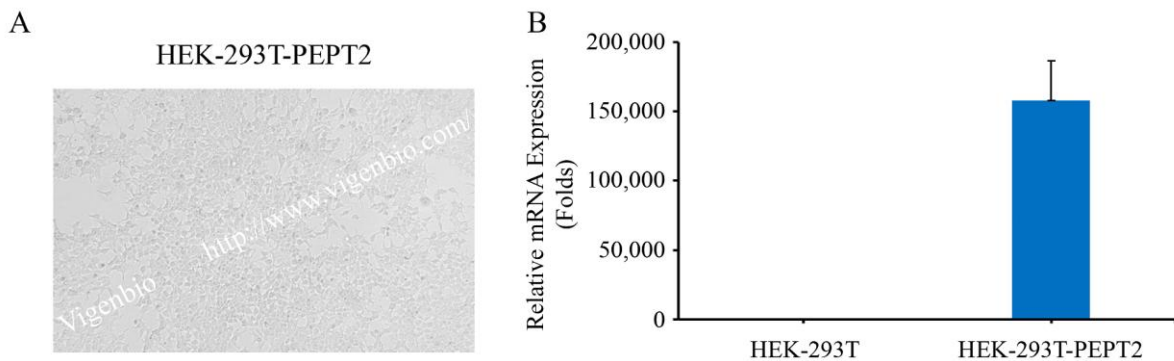 A
HEK-293T-PEPT2
Vigenbio http://www.vigenbio.com/
B
Relative mRNA Expression
(Folds)
200,000
150,000
100,000
50,000
0
HEK-293T
HEK-293T-PEPT2